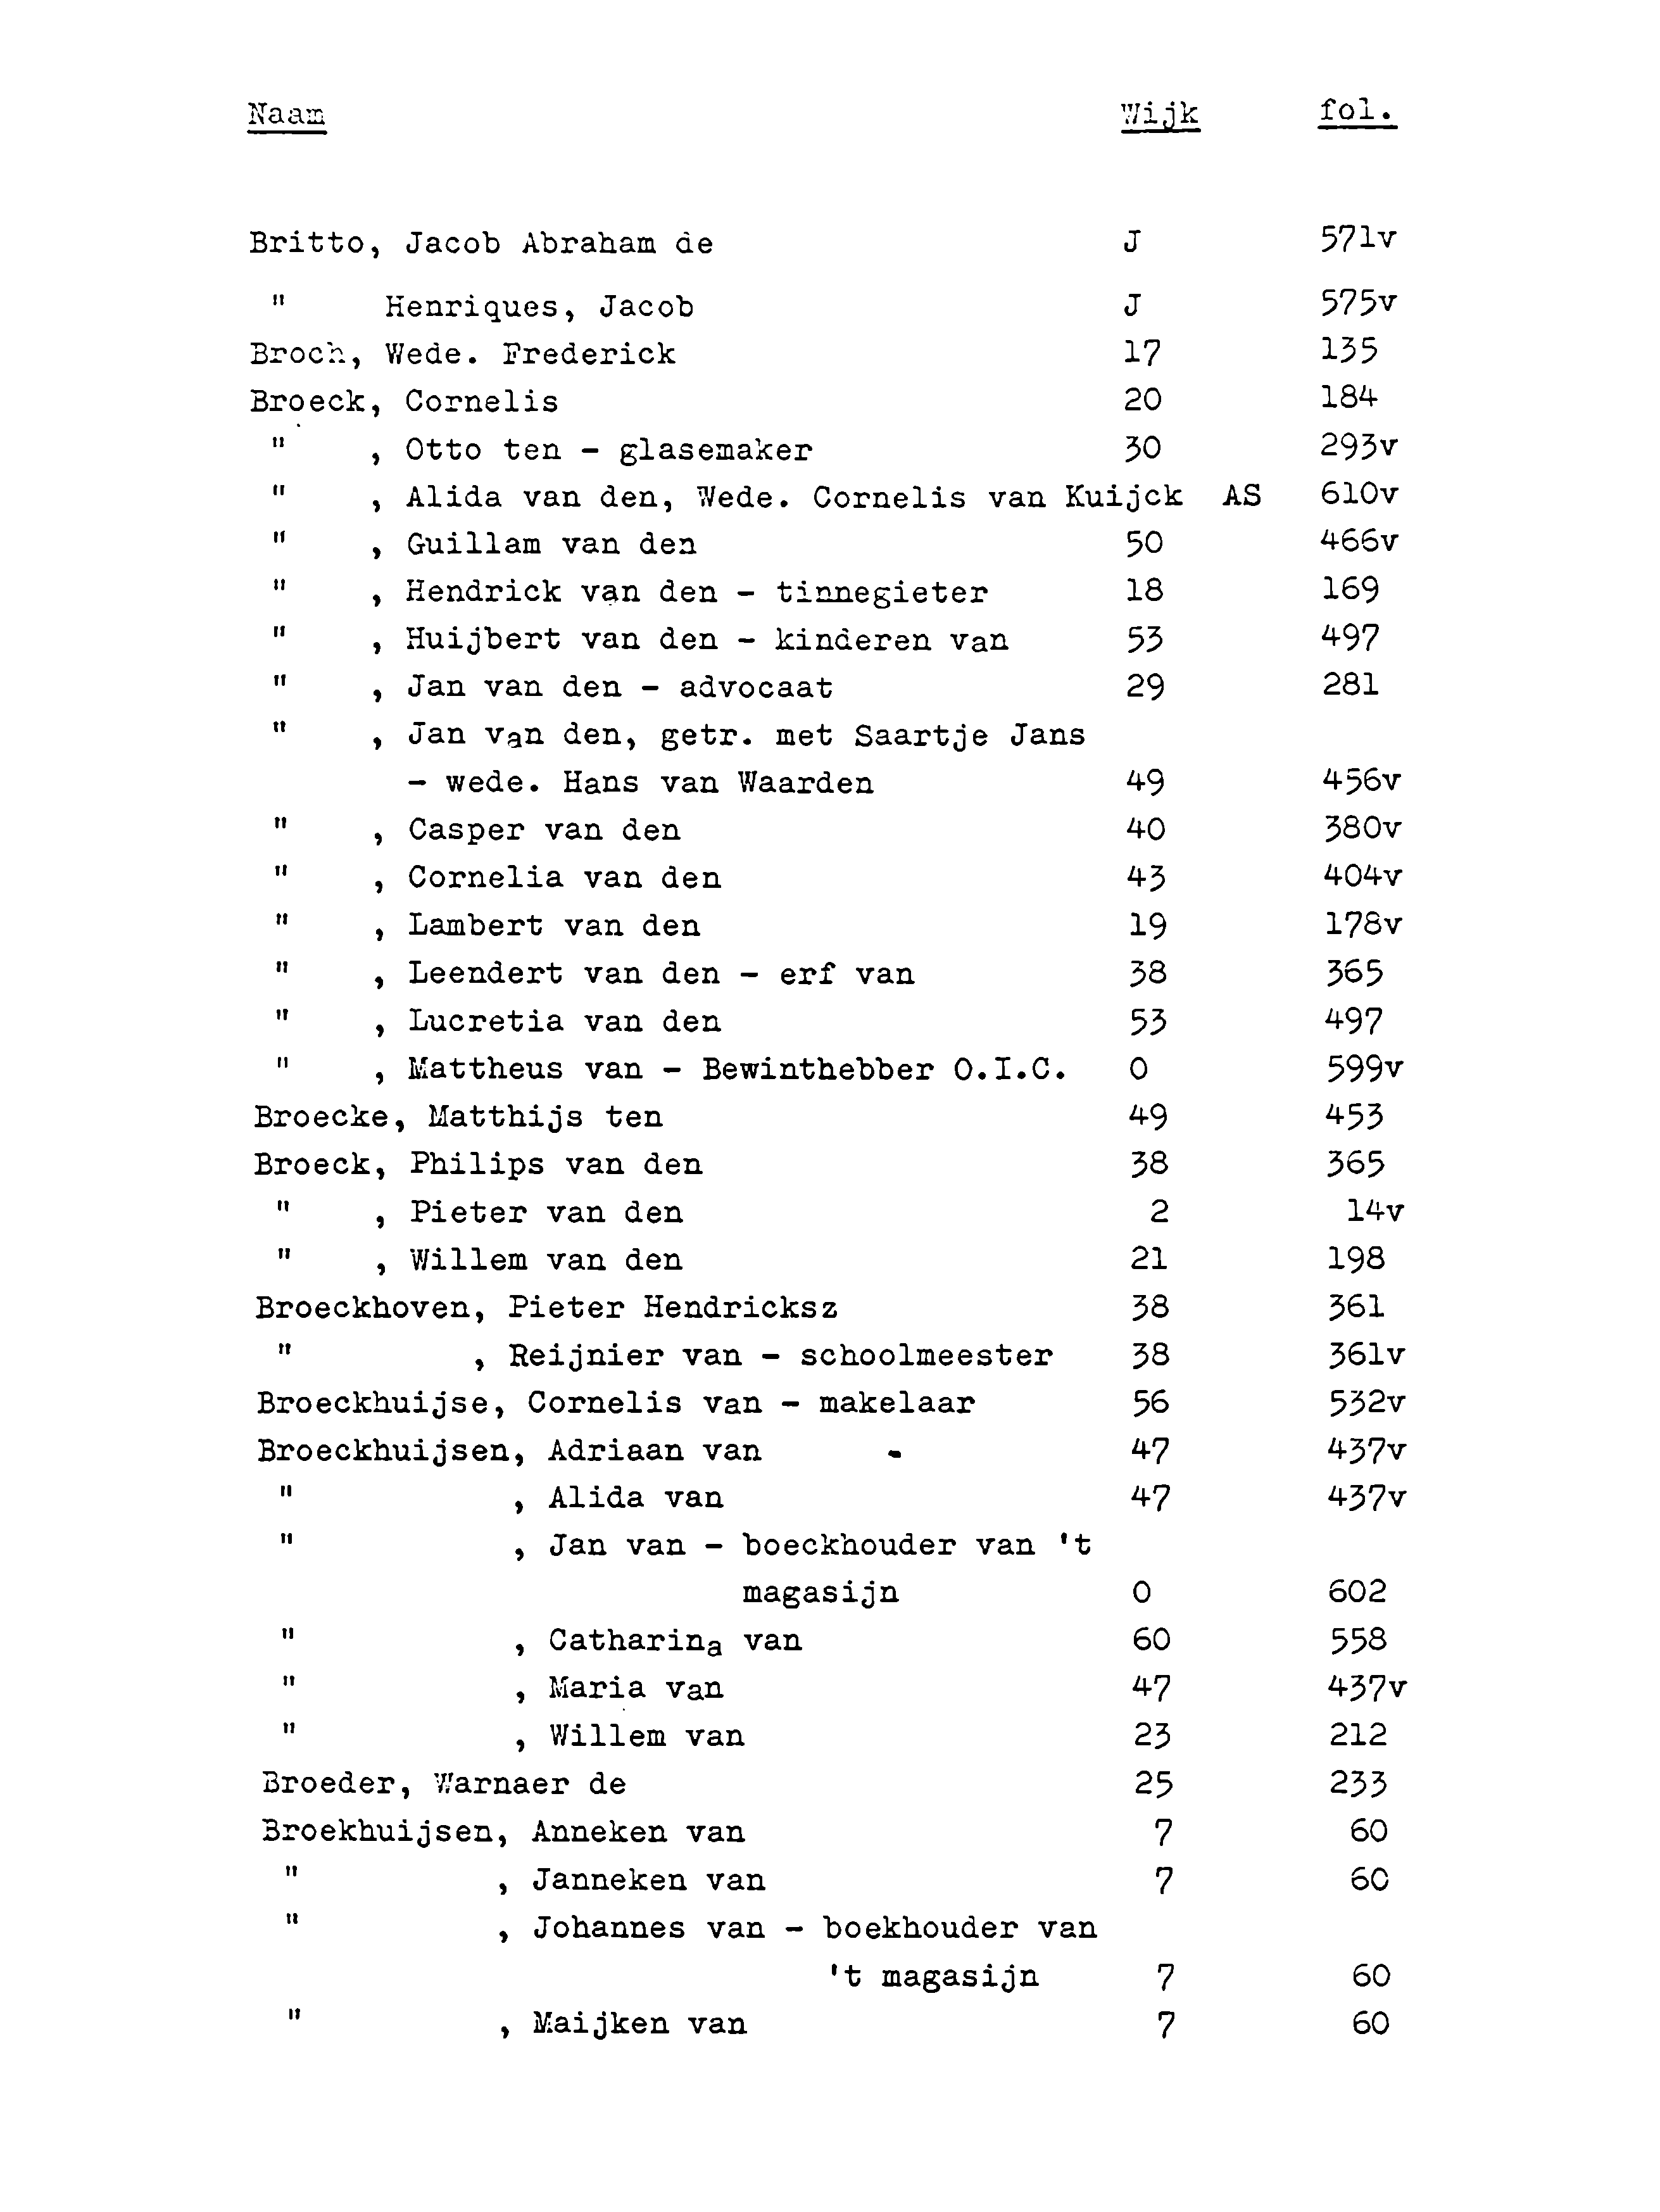 Naam Wijk fol.
Britto, Jacob Abraham de J 571v
" Henriques, Jacob J 575v
Broch, Wede. Frederick 17 135
Broeck, Cornelis 20 184
" , Otto ten - glasemaker 30 293v
" , Alida van den, Wede. Cornelis van Kuijck AS 610v
" , Guillam van den 50 466v
" , Hendrick van den - tinnegieter 18 169
" , Huijbert van den - kinderen van 53 497
" , Jan van den - advocaat 29 281
" , Jan van den, getr. met Saartje Jans
- wede. Hans van Waarden 49 456v
" , Casper van den 40 380v
" , Cornelia van den 43 404v
" , Lambert van den 19 178v
" , Leendert van den - erf van 38 365
" , Lucretia van den 53 497
" , Mattheus van - Bewinthebber O.I.C. O 599v
Broecke, Matthijs ten 49 453
Broeck, Philips van den 38 365
" , Pieter van den 2 14v
" , Willem van den 21 198
Broeckhoven, Pieter Hendricksz 38 361
" , Reijnier van - schoolmeester 38 361v
Broeckhuijse, Cornelis van - makelaar 56 532v
Broeckhuijsen, Adriaan van - 47 437v
" , Alida van 47 437v
" , Jan van - boeckhouder van 't
magasijn O 602
" , Catharina van 60 558
" , Maria van 47 437v
" , Willem van 23 212
Broeder, Warnaer de 25 233
Broekhuijsen, Anneken van 7 60
" , Janneken van 7 60
" , Johannes van - boekhouder van
't magasijn 7 60
" , Maijken van 7 60